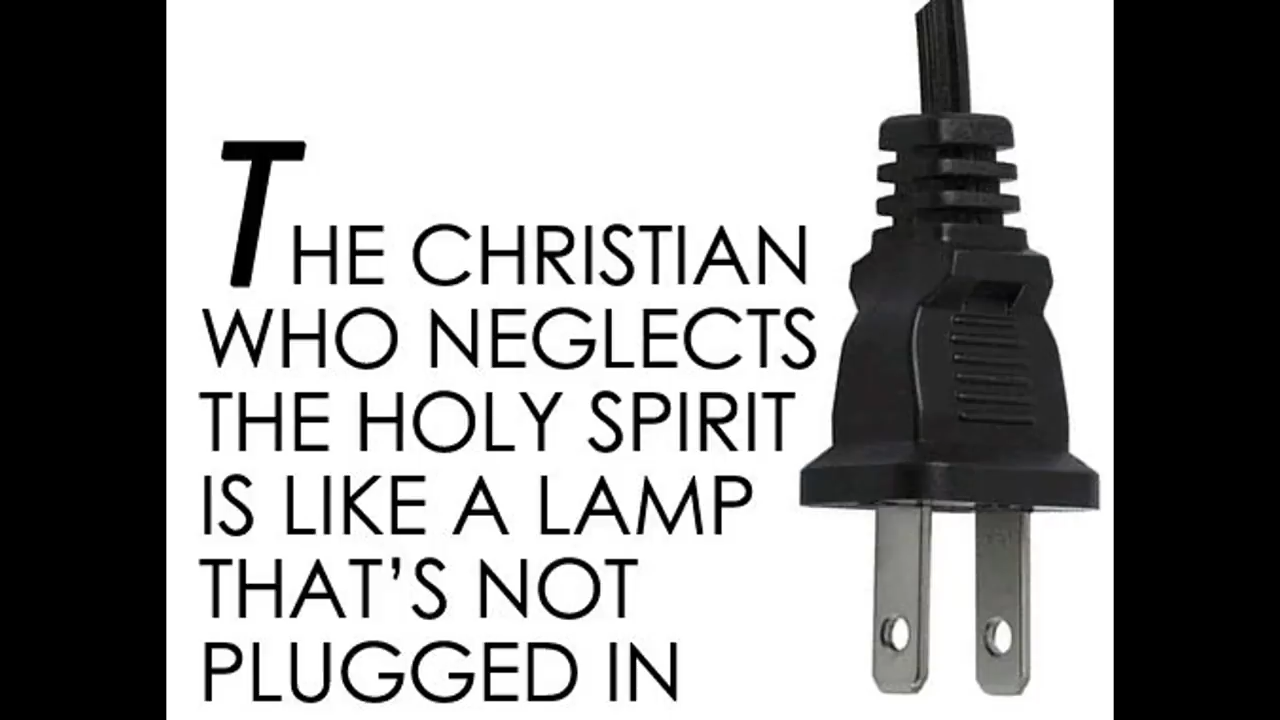 THE CHRISTIAN
WHO NEGLECTS
THE HOLY SPIRIT
IS LIKE A LAMP
THAT'S NOT
PLUGGED IN